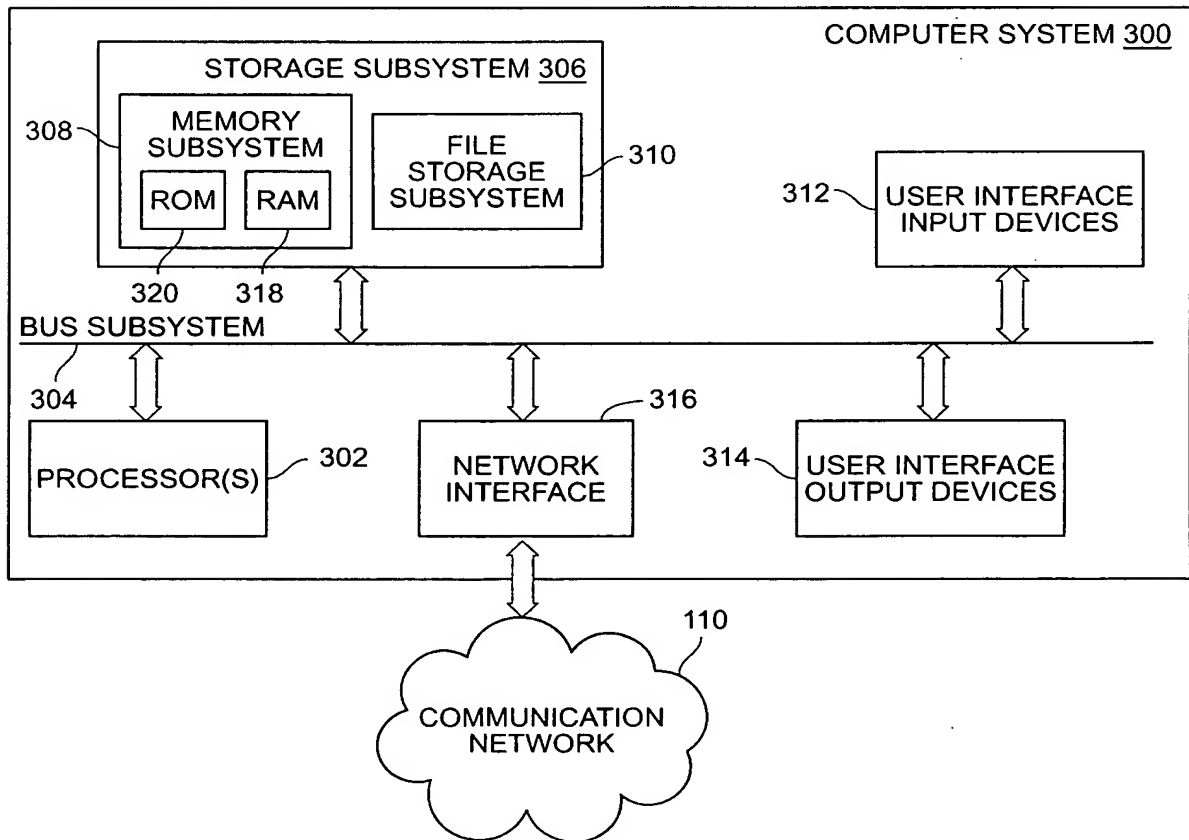 COMPUTER SYSTEM 300
STORAGE SUBSYSTEM 306
308
MEMORY
SUBSYSTEM
ROM
RAM
FILE
STORAGE
SUBSYSTEM
310
320
318
312
USER INTERFACE
INPUT DEVICES
BUS SUBSYSTEM
304
PROCESSOR(S)
302
316
NETWORK
INTERFACE
314
USER INTERFACE
OUTPUT DEVICES
110
COMMUNICATION
NETWORK